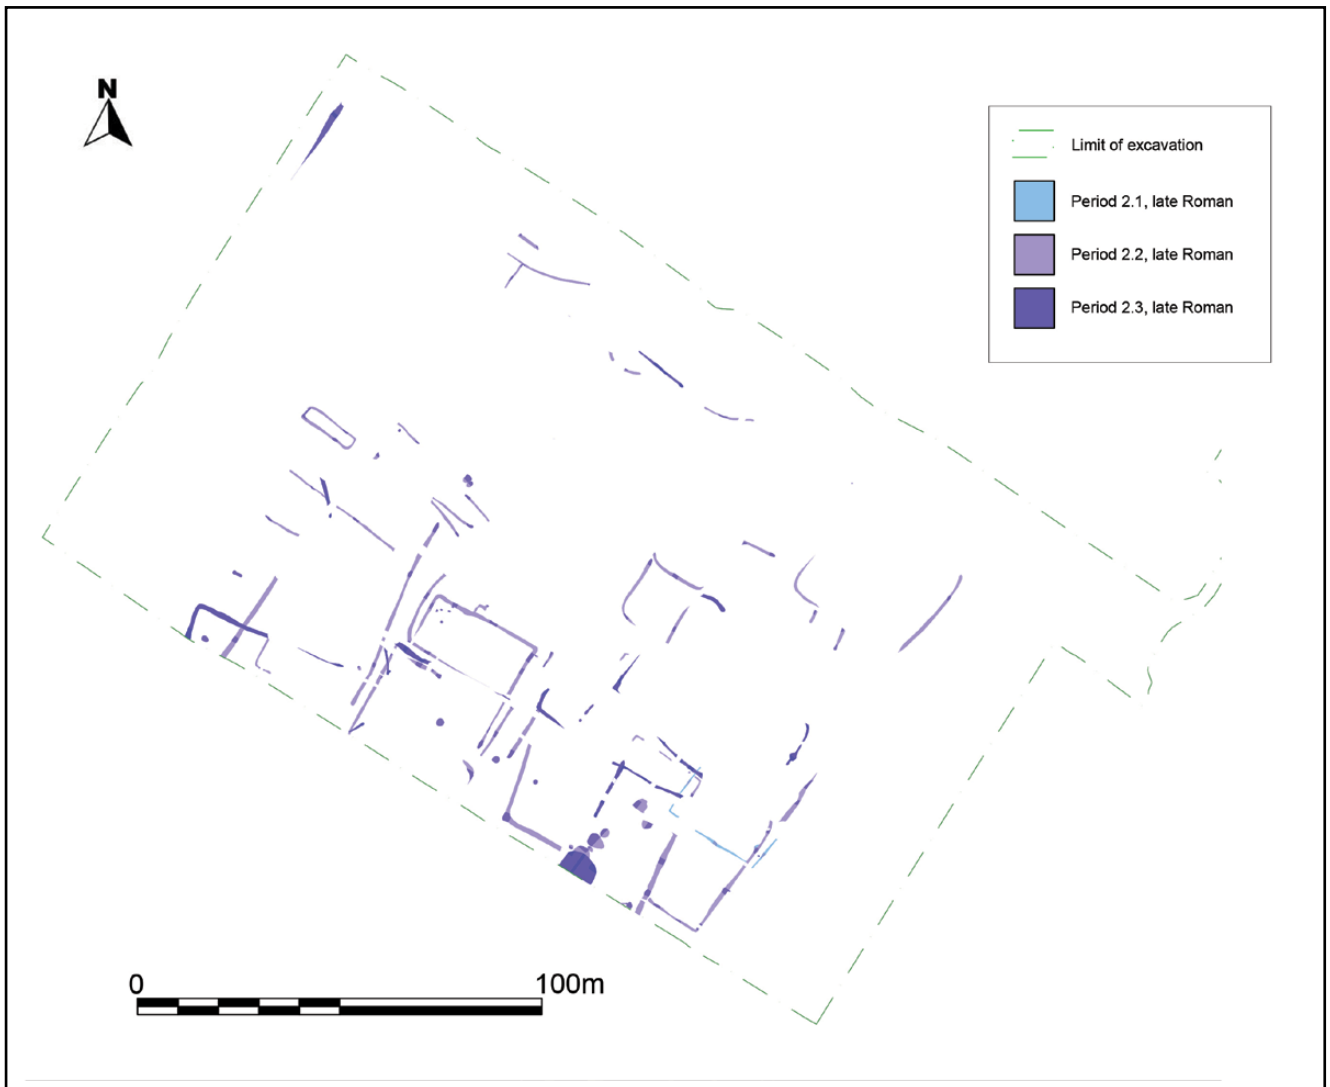 N
Limit of excavation
Period 2.1, late Roman
Period 2.2, late Roman
Period 2.3, late Roman
0 100m